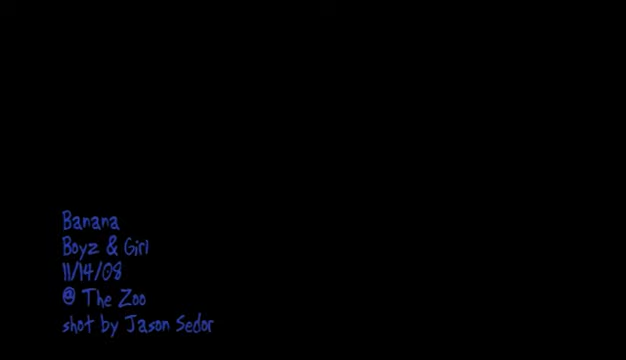 Banana
Boyz & Girl
11/14/08
@ The Zoo
shot by Jason Sedor